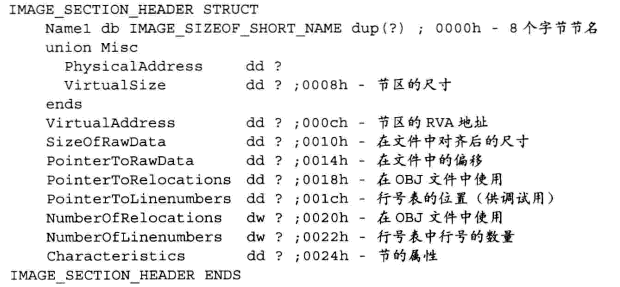 IMAGE_SECTION_HEADER STRUCT
Name1 db IMAGE_SIZEOF_SHORT_NAME dup(?) ; 0000h - 8个字节节名
union Misc
PhysicalAddress dd ?
VirtualSize dd ? ;0008h - 节区的尺寸
ends
VirtualAddress dd ? ;000ch - 节区的 RVA 地址
SizeOfRawData dd ? ;0010h - 在文件中对齐后的尺寸
PointerToRawData dd ? ;0014h - 在文件中的偏移
PointerToRelocations dd ? ;0018h - 在 OBJ 文件中使用
PointerToLinenumbers dd ? ;001ch - 行号表的位置（供调试用）
NumberOfRelocations dw ? ;0020h - 在 OBJ 文件中使用
NumberOfLinenumbers dw ? ;0022h - 行号表中行号的数量
Characteristics dd ? ;0024h - 节的属性
IMAGE_SECTION_HEADER ENDS